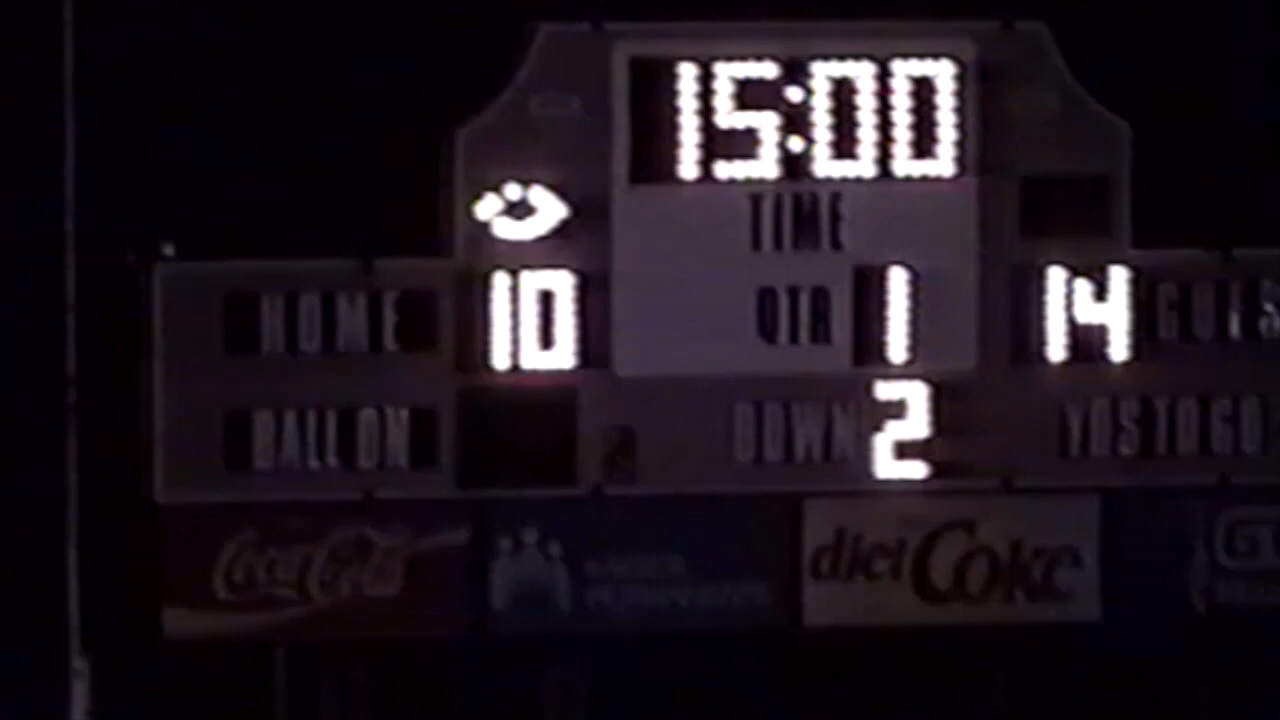 15:00
TIME
HOME 10 QTR 1 14 GUES
BALL ON DOWN 2 YDS TO GO
Coca-Cola
diet Coke